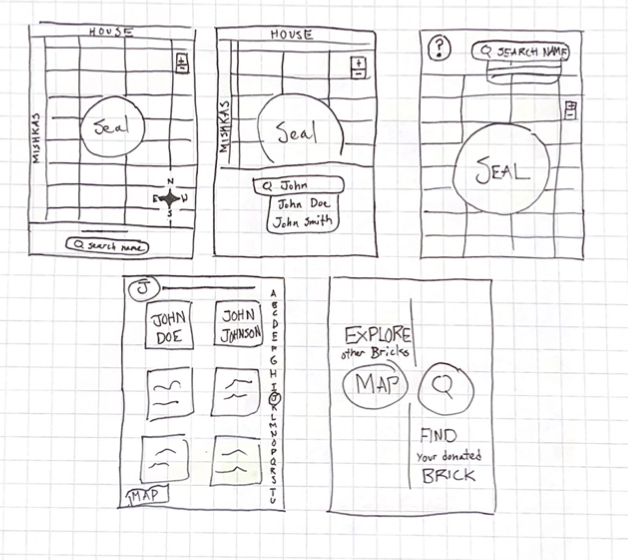 HOUSE
MISHKAS
+
-
Seal
N
E W
S
Q search name
HOUSE
MISHKAS
+
-
Seal
Q John
John Doe
John Smith
?
Q SEARCH NAME
+
-
SEAL
J
JOHN
DOE
JOHN
JOHNSON
A
B
C
D
E
F
G
H
I
J
K
L
M
N
O
P
Q
R
S
T
U
MAP
EXPLORE
other Bricks
MAP
Q
FIND
Your donated
BRICK